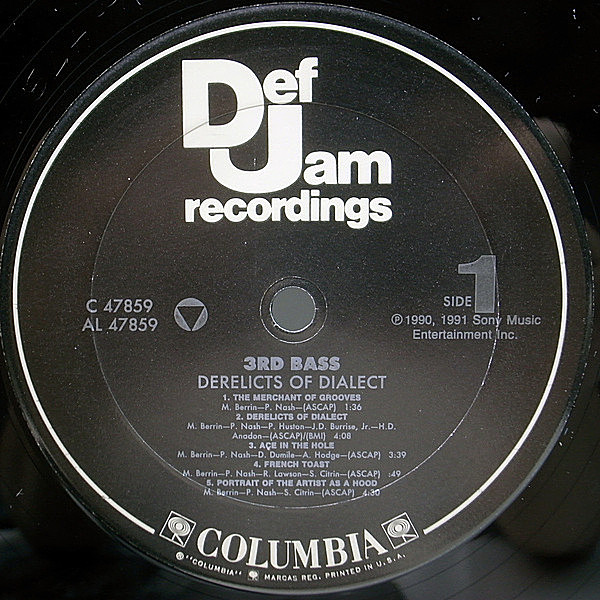 Def
Jam
recordings
C 47859
AL 47859
SIDE 1
℗ 1990, 1991 Sony Music
Entertainment Inc.
3RD BASS
DERELICTS OF DIALECT
1. THE MERCHANT OF GROOVES
M. Berrin—P. Nash—(ASCAP) 1:36
2. DERELICTS OF DIALECT
M. Berrin—P. Nash—P. Huston—J.D. Burrise, Jr.—H.D.
Anadon—(ASCAP)/(BMI) 4:08
3. AÇE IN THE HOLE
M. Berrin—P. Nash—D. Dumile—A. Hodge—(ASCAP) 3:39
4. FRENCH TOAST
M. Berrin—P. Nash—R. Lawson—S. Citrin—(ASCAP) :49
5. PORTRAIT OF THE ARTIST AS A HOOD
M. Berrin—P. Nash—S. Citrin—(ASCAP) 4:30
COLUMBIA
® "COLUMBIA" MARCAS REG. PRINTED IN U.S.A.